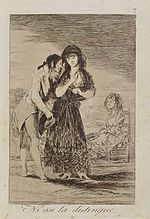 Ni asi la distingue.